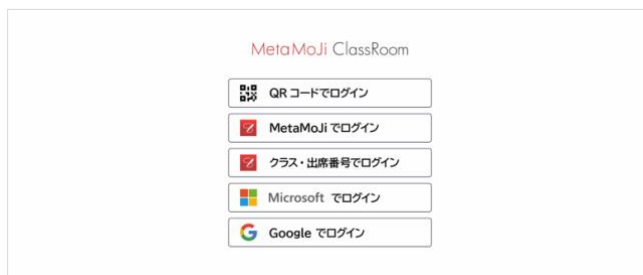 MetaMoJi ClassRoom
QRコードでログイン
MetaMoJi でログイン
クラス・出席番号でログイン
Microsoft でログイン
Google でログイン